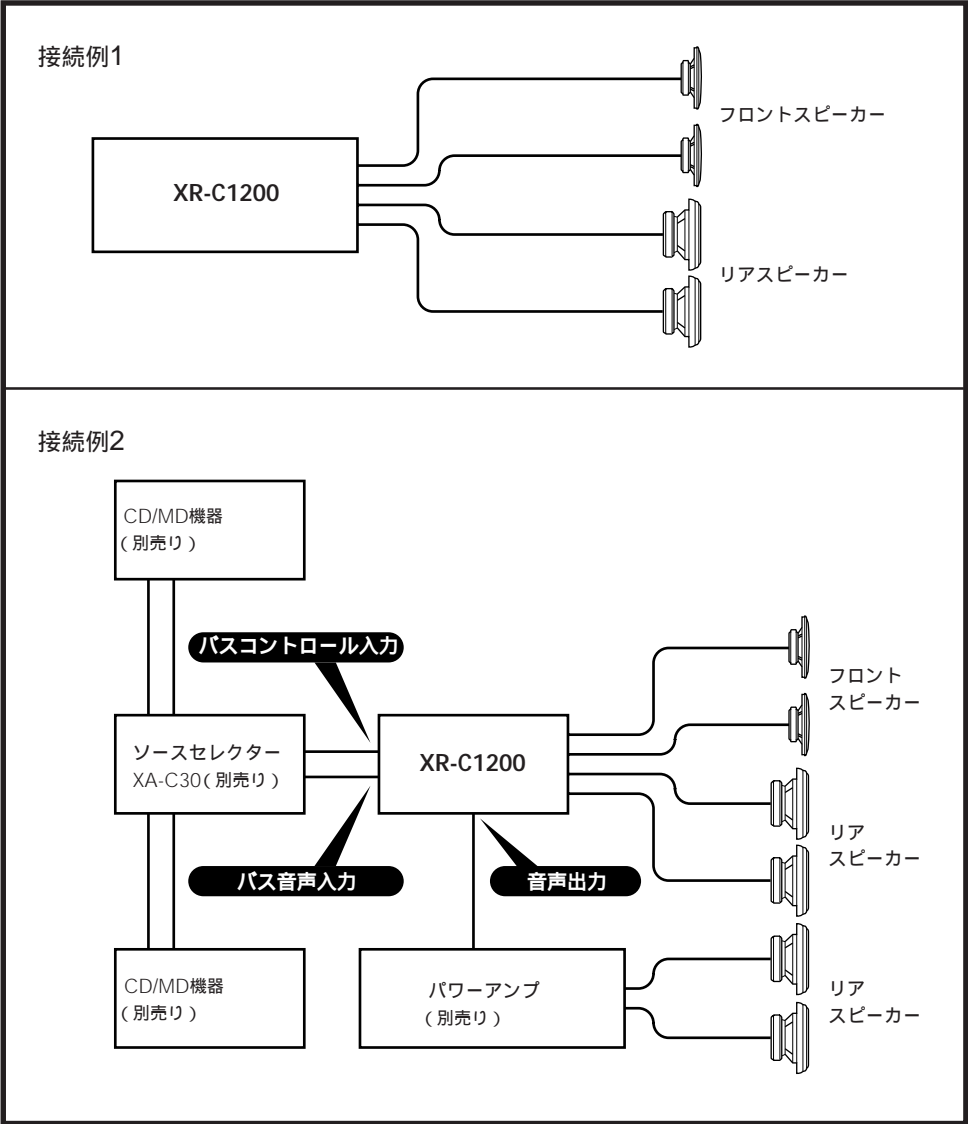 接続例1
フロントスピーカー
XR-C1200
リアスピーカー
接続例2
CD/MD機器
(別売り)
バスコントロール入力
フロント
スピーカー
ソースセレクター
XA-C30(別売り)
XR-C1200
リア
スピーカー
バス音声入力
音声出力
CD/MD機器
(別売り)
パワーアンプ
(別売り)
リア
スピーカー